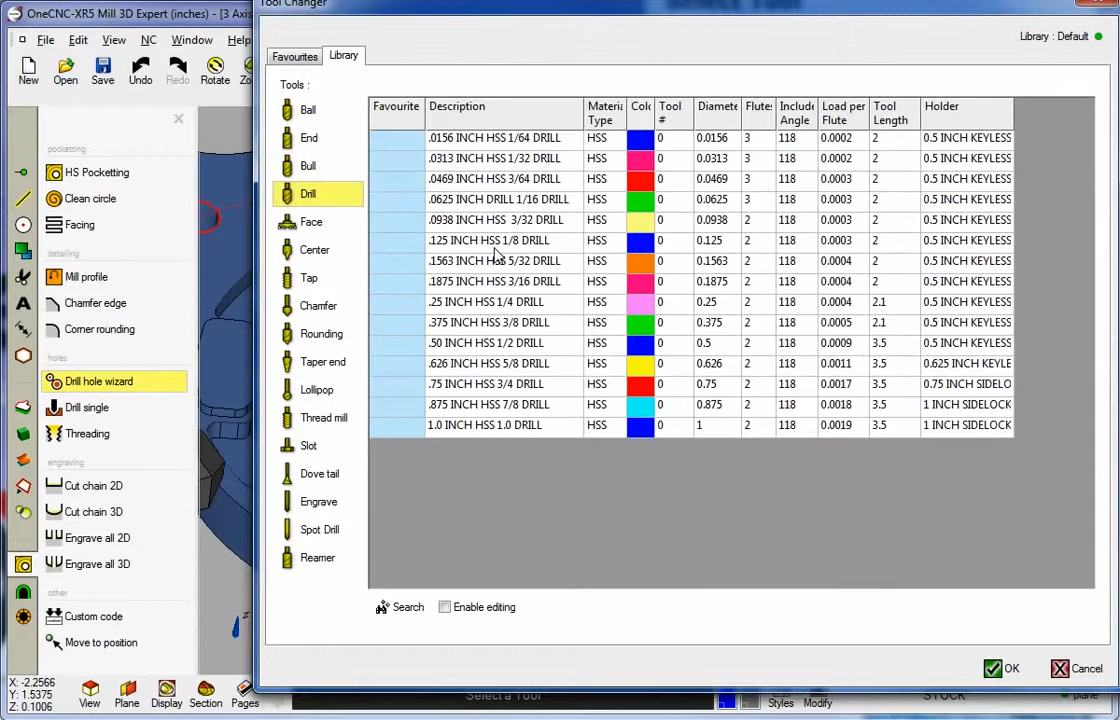 OneCNC-XR5 Mill 3D Expert (inches) - [3 Axis
File Edit View NC Window Help
New Open Save Undo Redo Rotate
pocketting
HS Pocketting
Clean circle
Facing
detailing
Mill profile
Chamfer edge
Corner rounding
holes
Drill hole wizard
Drill single
Threading
engraving
Cut chain 2D
Cut chain 3D
Engrave all 2D
Engrave all 3D
other
Custom code
Move to position
X: -2.2566
Y: 1.5375
Z: 0.1006
View Plane Display Section Pages
Select a Tool
Styles Modify
STOCK
plane
Tool Changer
Library : Default
Favourites Library
Tools :
Ball
End
Bull
Drill
Face
Center
Tap
Chamfer
Rounding
Taper end
Lollipop
Thread mill
Slot
Dove tail
Engrave
Spot Drill
Reamer
Favourite Description Materia Type Colo Tool # Diamete Flutes Include Angle Load per Flute Tool Length Holder
.0156 INCH HSS 1/64 DRILL HSS 0 0.0156 3 118 0.0002 2 0.5 INCH KEYLESS
.0313 INCH HSS 1/32 DRILL HSS 0 0.0313 3 118 0.0002 2 0.5 INCH KEYLESS
.0469 INCH HSS 3/64 DRILL HSS 0 0.0469 3 118 0.0003 2 0.5 INCH KEYLESS
.0625 INCH DRILL 1/16 DRILL HSS 0 0.0625 3 118 0.0003 2 0.5 INCH KEYLESS
.0938 INCH HSS 3/32 DRILL HSS 0 0.0938 2 118 0.0003 2 0.5 INCH KEYLESS
.125 INCH HSS 1/8 DRILL HSS 0 0.125 2 118 0.0003 2 0.5 INCH KEYLESS
.1563 INCH HSS 5/32 DRILL HSS 0 0.1563 2 118 0.0004 2 0.5 INCH KEYLESS
.1875 INCH HSS 3/16 DRILL HSS 0 0.1875 2 118 0.0004 2 0.5 INCH KEYLESS
.25 INCH HSS 1/4 DRILL HSS 0 0.25 2 118 0.0004 2.1 0.5 INCH KEYLESS
.375 INCH HSS 3/8 DRILL HSS 0 0.375 2 118 0.0005 2.1 0.5 INCH KEYLESS
.50 INCH HSS 1/2 DRILL HSS 0 0.5 2 118 0.0009 3.5 0.5 INCH KEYLESS
.626 INCH HSS 5/8 DRILL HSS 0 0.626 2 118 0.0011 3.5 0.625 INCH KEYLE
.75 INCH HSS 3/4 DRILL HSS 0 0.75 2 118 0.0017 3.5 0.75 INCH SIDELO
.875 INCH HSS 7/8 DRILL HSS 0 0.875 2 118 0.0018 3.5 1 INCH SIDELOCK
1.0 INCH HSS 1.0 DRILL HSS 0 1 2 118 0.0019 3.5 1 INCH SIDELOCK
Search Enable editing
OK Cancel